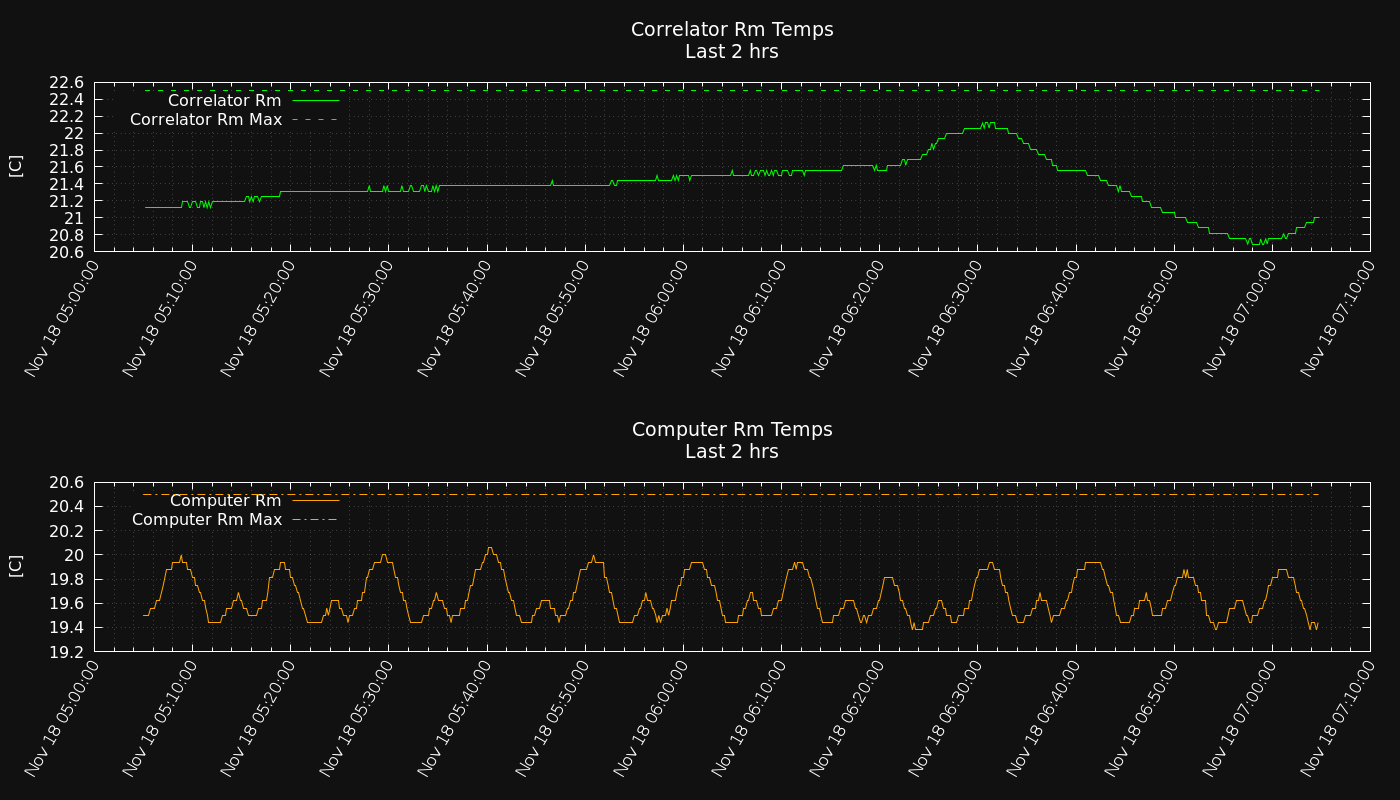 Correlator Rm Temps
Last 2 hrs
22.6
22.4
22.2
22
21.8
21.6
21.4
21.2
21
20.8
20.6
[C]
Correlator Rm
Correlator Rm Max
Nov 18 05:00:00
Nov 18 05:10:00
Nov 18 05:20:00
Nov 18 05:30:00
Nov 18 05:40:00
Nov 18 05:50:00
Nov 18 06:00:00
Nov 18 06:10:00
Nov 18 06:20:00
Nov 18 06:30:00
Nov 18 06:40:00
Nov 18 06:50:00
Nov 18 07:00:00
Nov 18 07:10:00
Computer Rm Temps
Last 2 hrs
20.6
20.4
20.2
20
19.8
19.6
19.4
19.2
[C]
Computer Rm
Computer Rm Max
Nov 18 05:00:00
Nov 18 05:10:00
Nov 18 05:20:00
Nov 18 05:30:00
Nov 18 05:40:00
Nov 18 05:50:00
Nov 18 06:00:00
Nov 18 06:10:00
Nov 18 06:20:00
Nov 18 06:30:00
Nov 18 06:40:00
Nov 18 06:50:00
Nov 18 07:00:00
Nov 18 07:10:00